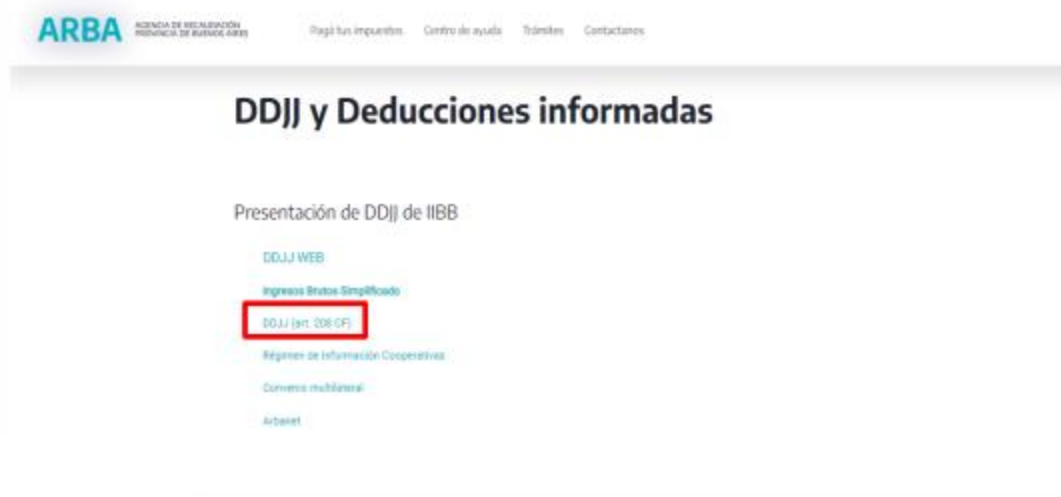 ARBA AGENCIA DE RECAUDACIÓN
PROVINCIA DE BUENOS AIRES
Pagá tus impuestos Centro de ayuda Trámites Contactanos
DDJJ y Deducciones informadas
Presentación de DDJJ de IIBB
DDJJ WEB
Ingresos Brutos Simplificado
DDJJ (art. 208 CF)
Régimen de Información Cooperativas
Convenio multilateral
Arbanet